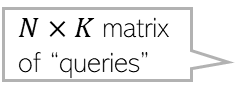 N × K matrix
of “queries”